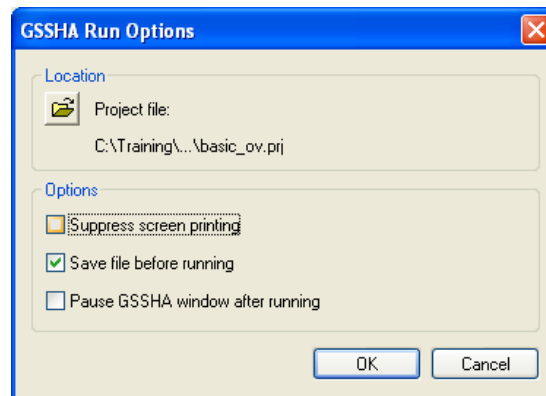 GSSHA Run Options
Location
Project file:
C:\Training\...\basic_ov.prj
Options
Suppress screen printing
Save file before running
Pause GSSHA window after running
OK Cancel